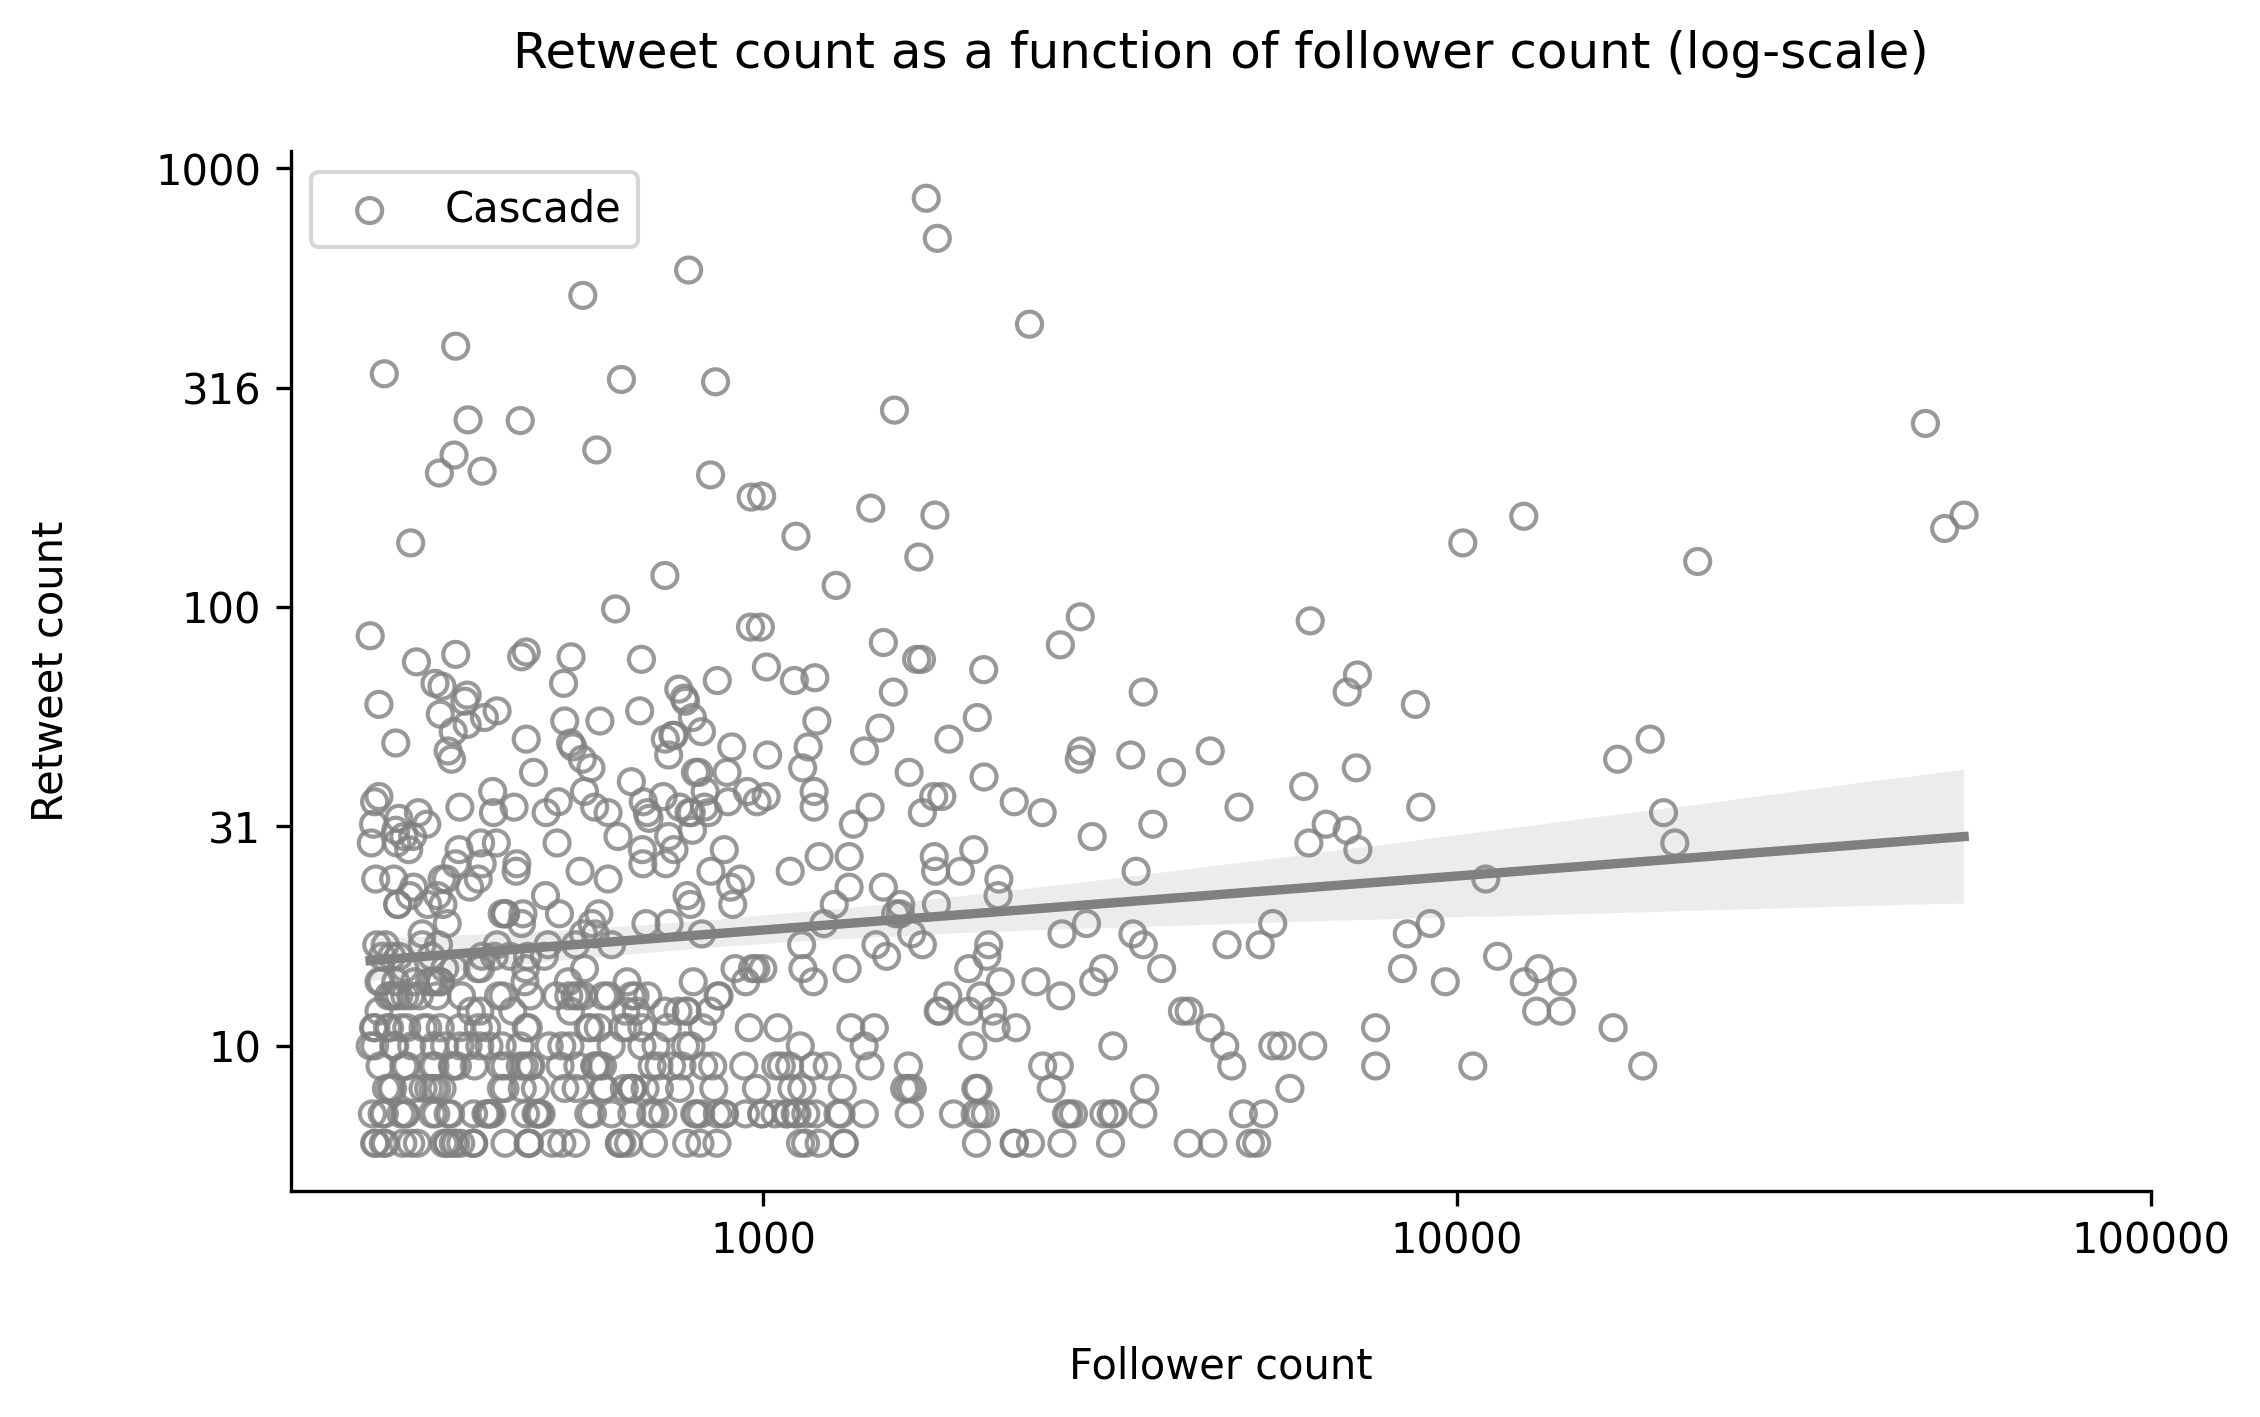 Retweet count as a function of follower count (log-scale)
Cascade
1000
316
100
31
10
Retweet count
1000
10000
100000
Follower count